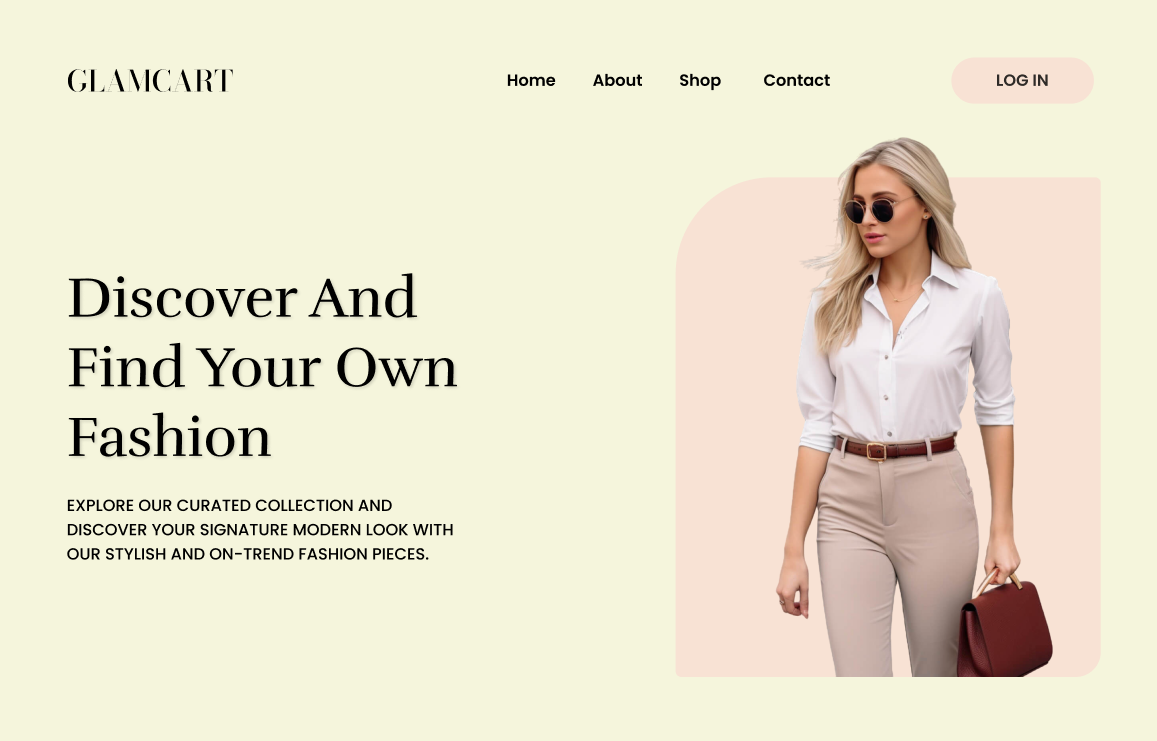 GLAMCART
Home About Shop Contact
LOG IN
Discover And
Find Your Own
Fashion
EXPLORE OUR CURATED COLLECTION AND
DISCOVER YOUR SIGNATURE MODERN LOOK WITH
OUR STYLISH AND ON-TREND FASHION PIECES.